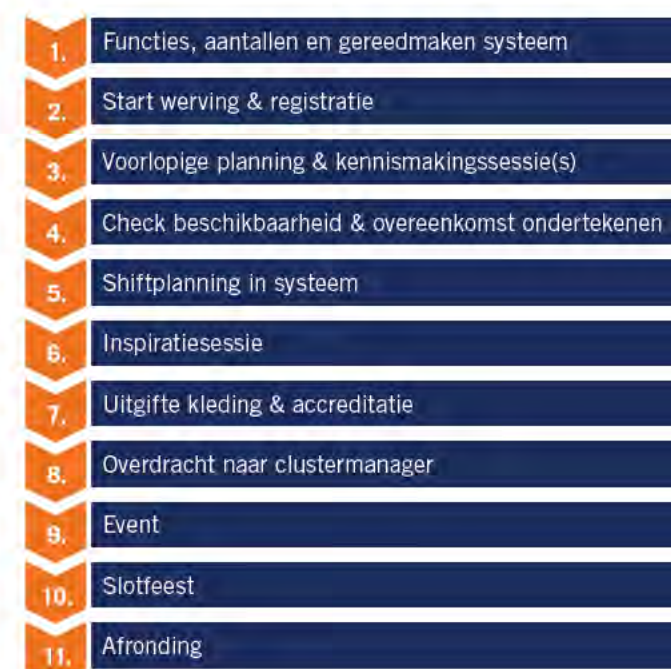 1. Functies, aantallen en gereedmaken systeem
2. Start werving & registratie
3. Voorlopige planning & kennismakingssessie(s)
4. Check beschikbaarheid & overeenkomst ondertekenen
5. Shiftplanning in systeem
6. Inspiratiesessie
7. Uitgifte kleding & accreditatie
8. Overdracht naar clustermanager
9. Event
10. Slotfeest
11. Afronding